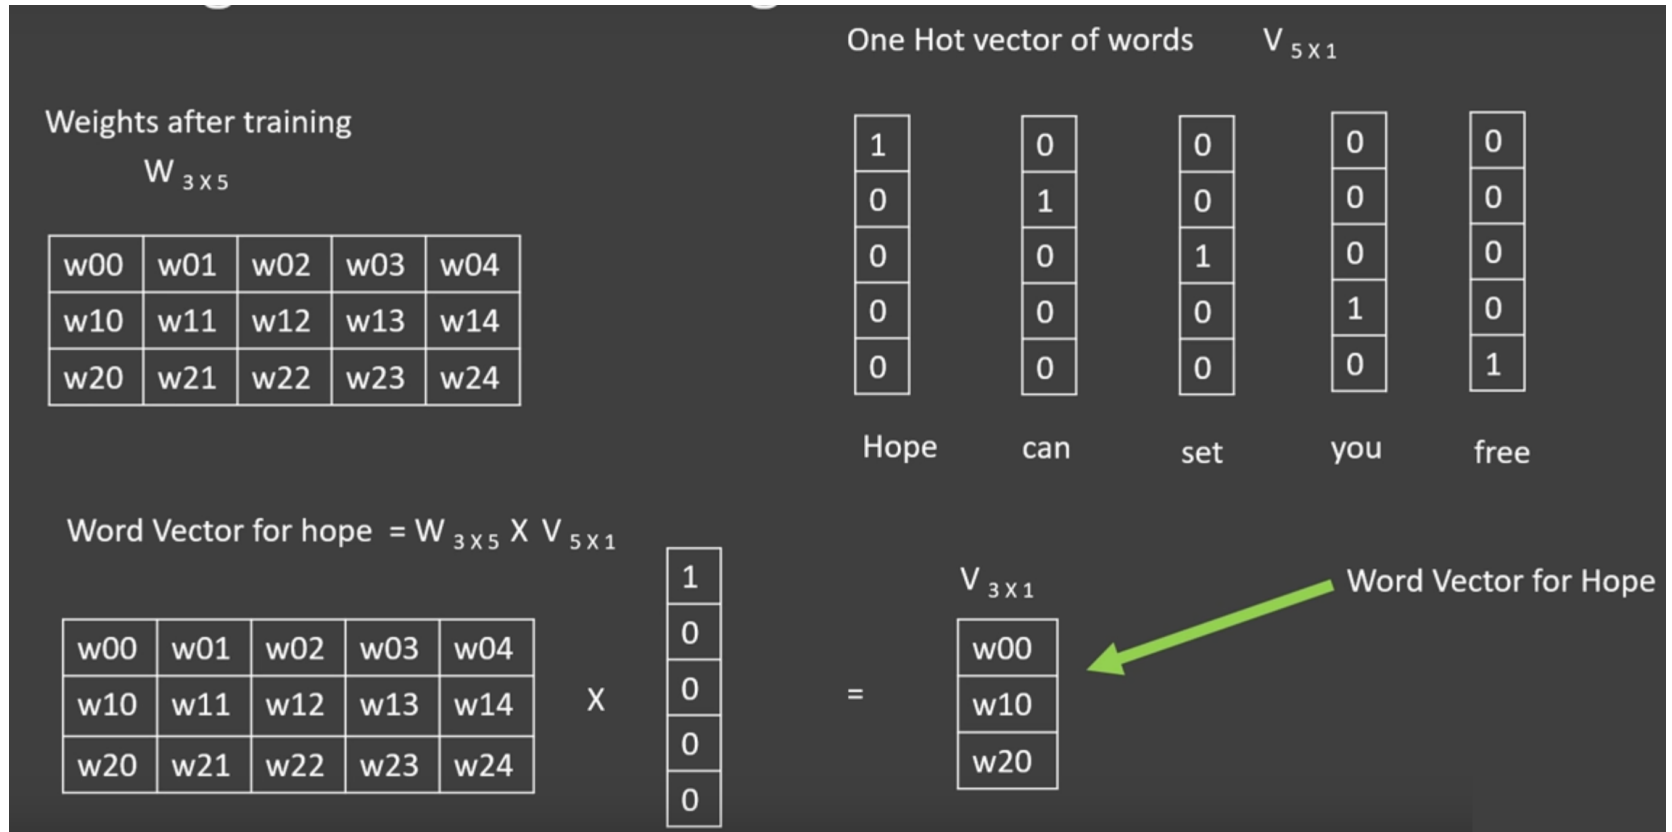 One Hot vector of words V 5 X 1
Weights after training
W 3 X 5
w00 w01 w02 w03 w04
w10 w11 w12 w13 w14
w20 w21 w22 w23 w24
1 0 0 0 0
0 1 0 0 0
0 0 1 0 0
0 0 0 1 0
0 0 0 0 1
Hope can set you free
Word Vector for hope = W 3 X 5 X V 5 X 1
w00 w01 w02 w03 w04
w10 w11 w12 w13 w14
w20 w21 w22 w23 w24
X
1
0
0
0
0
=
V 3 X 1
w00
w10
w20
Word Vector for Hope